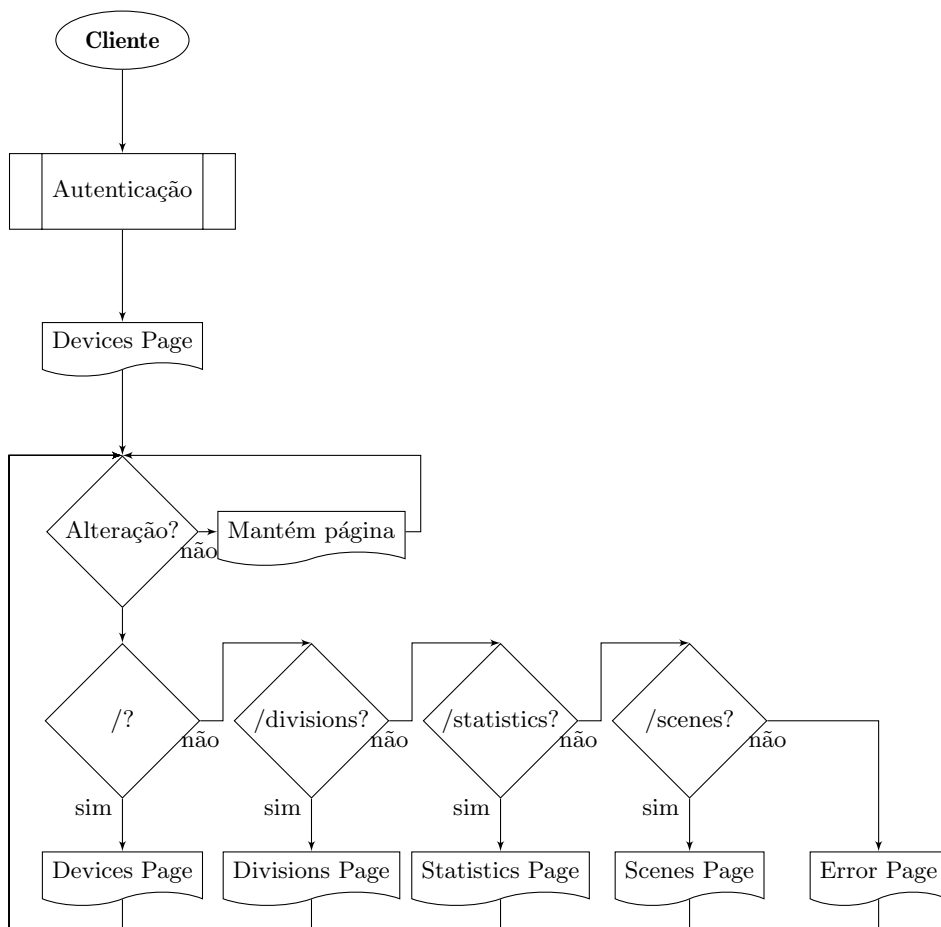 Cliente
Autenticação
Devices Page
Alteração?
Mantém página
não
/?
/divisions?
/statistics?
/scenes?
não
não
não
não
sim
sim
sim
sim
Devices Page
Divisions Page
Statistics Page
Scenes Page
Error Page